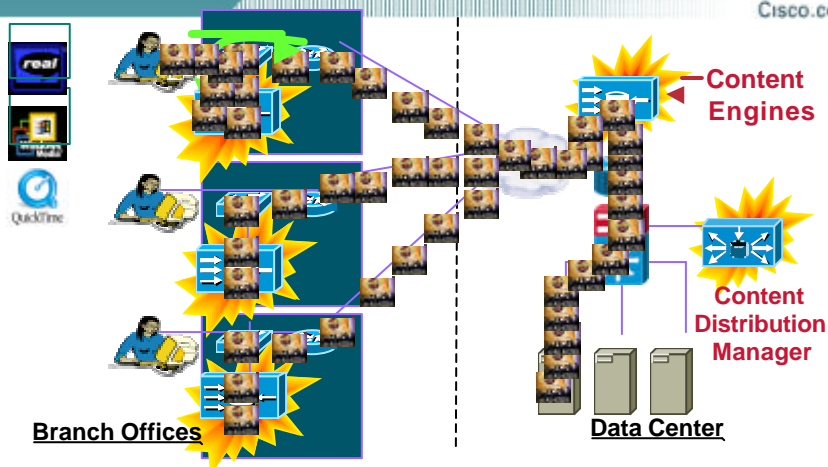 Cisco.co
real
Content
Engines
QuickTime
Content
Distribution
Manager
Branch Offices
Data Center